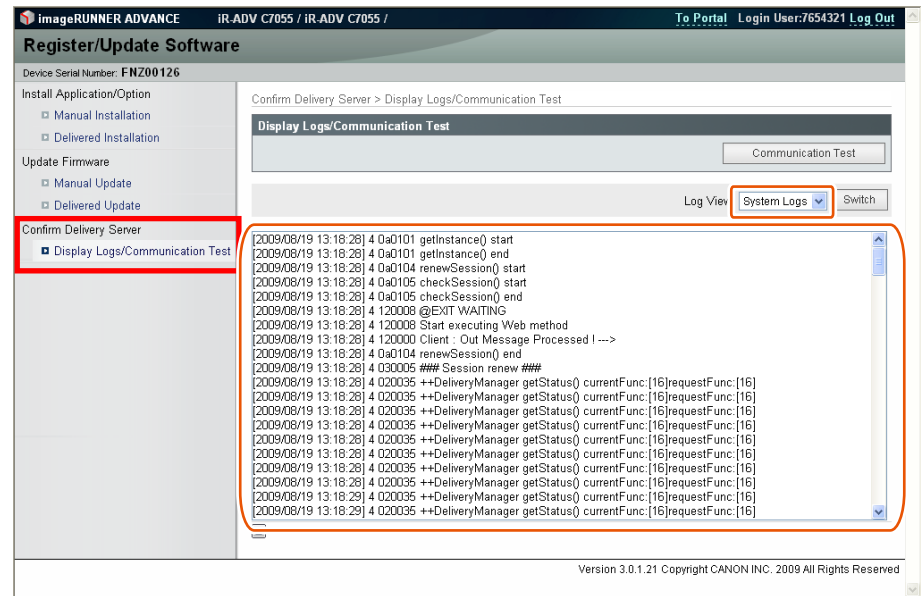 imageRUNNER ADVANCE iR-ADV C7055 / iR-ADV C7055 / To Portal Login User:7654321 Log Out
Register/Update Software
Device Serial Number: FNZ00126
Install Application/Option
Manual Installation
Delivered Installation
Update Firmware
Manual Update
Delivered Update
Confirm Delivery Server
Display Logs/Communication Test
Confirm Delivery Server > Display Logs/Communication Test
Display Logs/Communication Test
Communication Test
Log View System Logs Switch
[2009/08/19 13:18:28] 4 0a0101 getInstance() start
[2009/08/19 13:18:28] 4 0a0101 getInstance() end
[2009/08/19 13:18:28] 4 0a0104 renewSession() start
[2009/08/19 13:18:28] 4 0a0105 checkSession() start
[2009/08/19 13:18:28] 4 0a0105 checkSession() end
[2009/08/19 13:18:28] 4 120008 @EXIT WAITING
[2009/08/19 13:18:28] 4 120008 Start executing Web method
[2009/08/19 13:18:28] 4 120000 Client : Out Message Processed ! --->
[2009/08/19 13:18:28] 4 0a0104 renewSession() end
[2009/08/19 13:18:28] 4 030005 ### Session renew ###
[2009/08/19 13:18:28] 4 020035 ++DeliveryManager getStatus() currentFunc:[16]requestFunc:[16]
[2009/08/19 13:18:28] 4 020035 ++DeliveryManager getStatus() currentFunc:[16]requestFunc:[16]
[2009/08/19 13:18:28] 4 020035 ++DeliveryManager getStatus() currentFunc:[16]requestFunc:[16]
[2009/08/19 13:18:28] 4 020035 ++DeliveryManager getStatus() currentFunc:[16]requestFunc:[16]
[2009/08/19 13:18:28] 4 020035 ++DeliveryManager getStatus() currentFunc:[16]requestFunc:[16]
[2009/08/19 13:18:28] 4 020035 ++DeliveryManager getStatus() currentFunc:[16]requestFunc:[16]
[2009/08/19 13:18:28] 4 020035 ++DeliveryManager getStatus() currentFunc:[16]requestFunc:[16]
[2009/08/19 13:18:28] 4 020035 ++DeliveryManager getStatus() currentFunc:[16]requestFunc:[16]
[2009/08/19 13:18:29] 4 020035 ++DeliveryManager getStatus() currentFunc:[16]requestFunc:[16]
[2009/08/19 13:18:29] 4 020035 ++DeliveryManager getStatus() currentFunc:[16]requestFunc:[16]
Version 3.0.1.21 Copyright CANON INC. 2009 All Rights Reserved